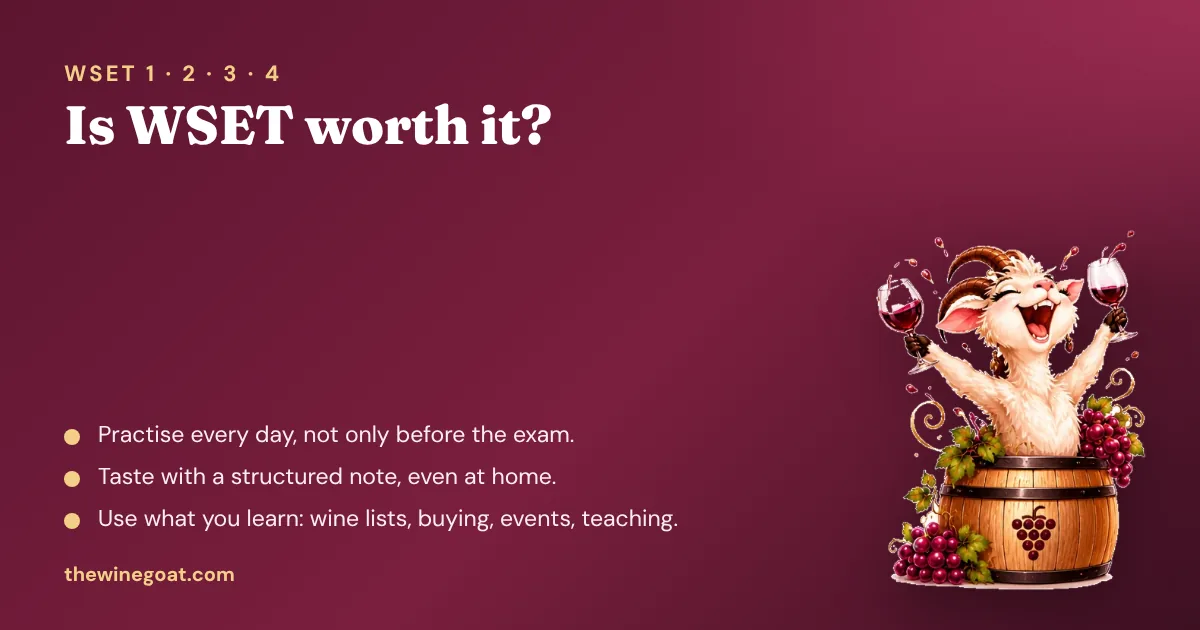 WSET 1 · 2 · 3 · 4
Is WSET worth it?
Practise every day, not only before the exam.
Taste with a structured note, even at home.
Use what you learn: wine lists, buying, events, teaching.
thewinegoat.com